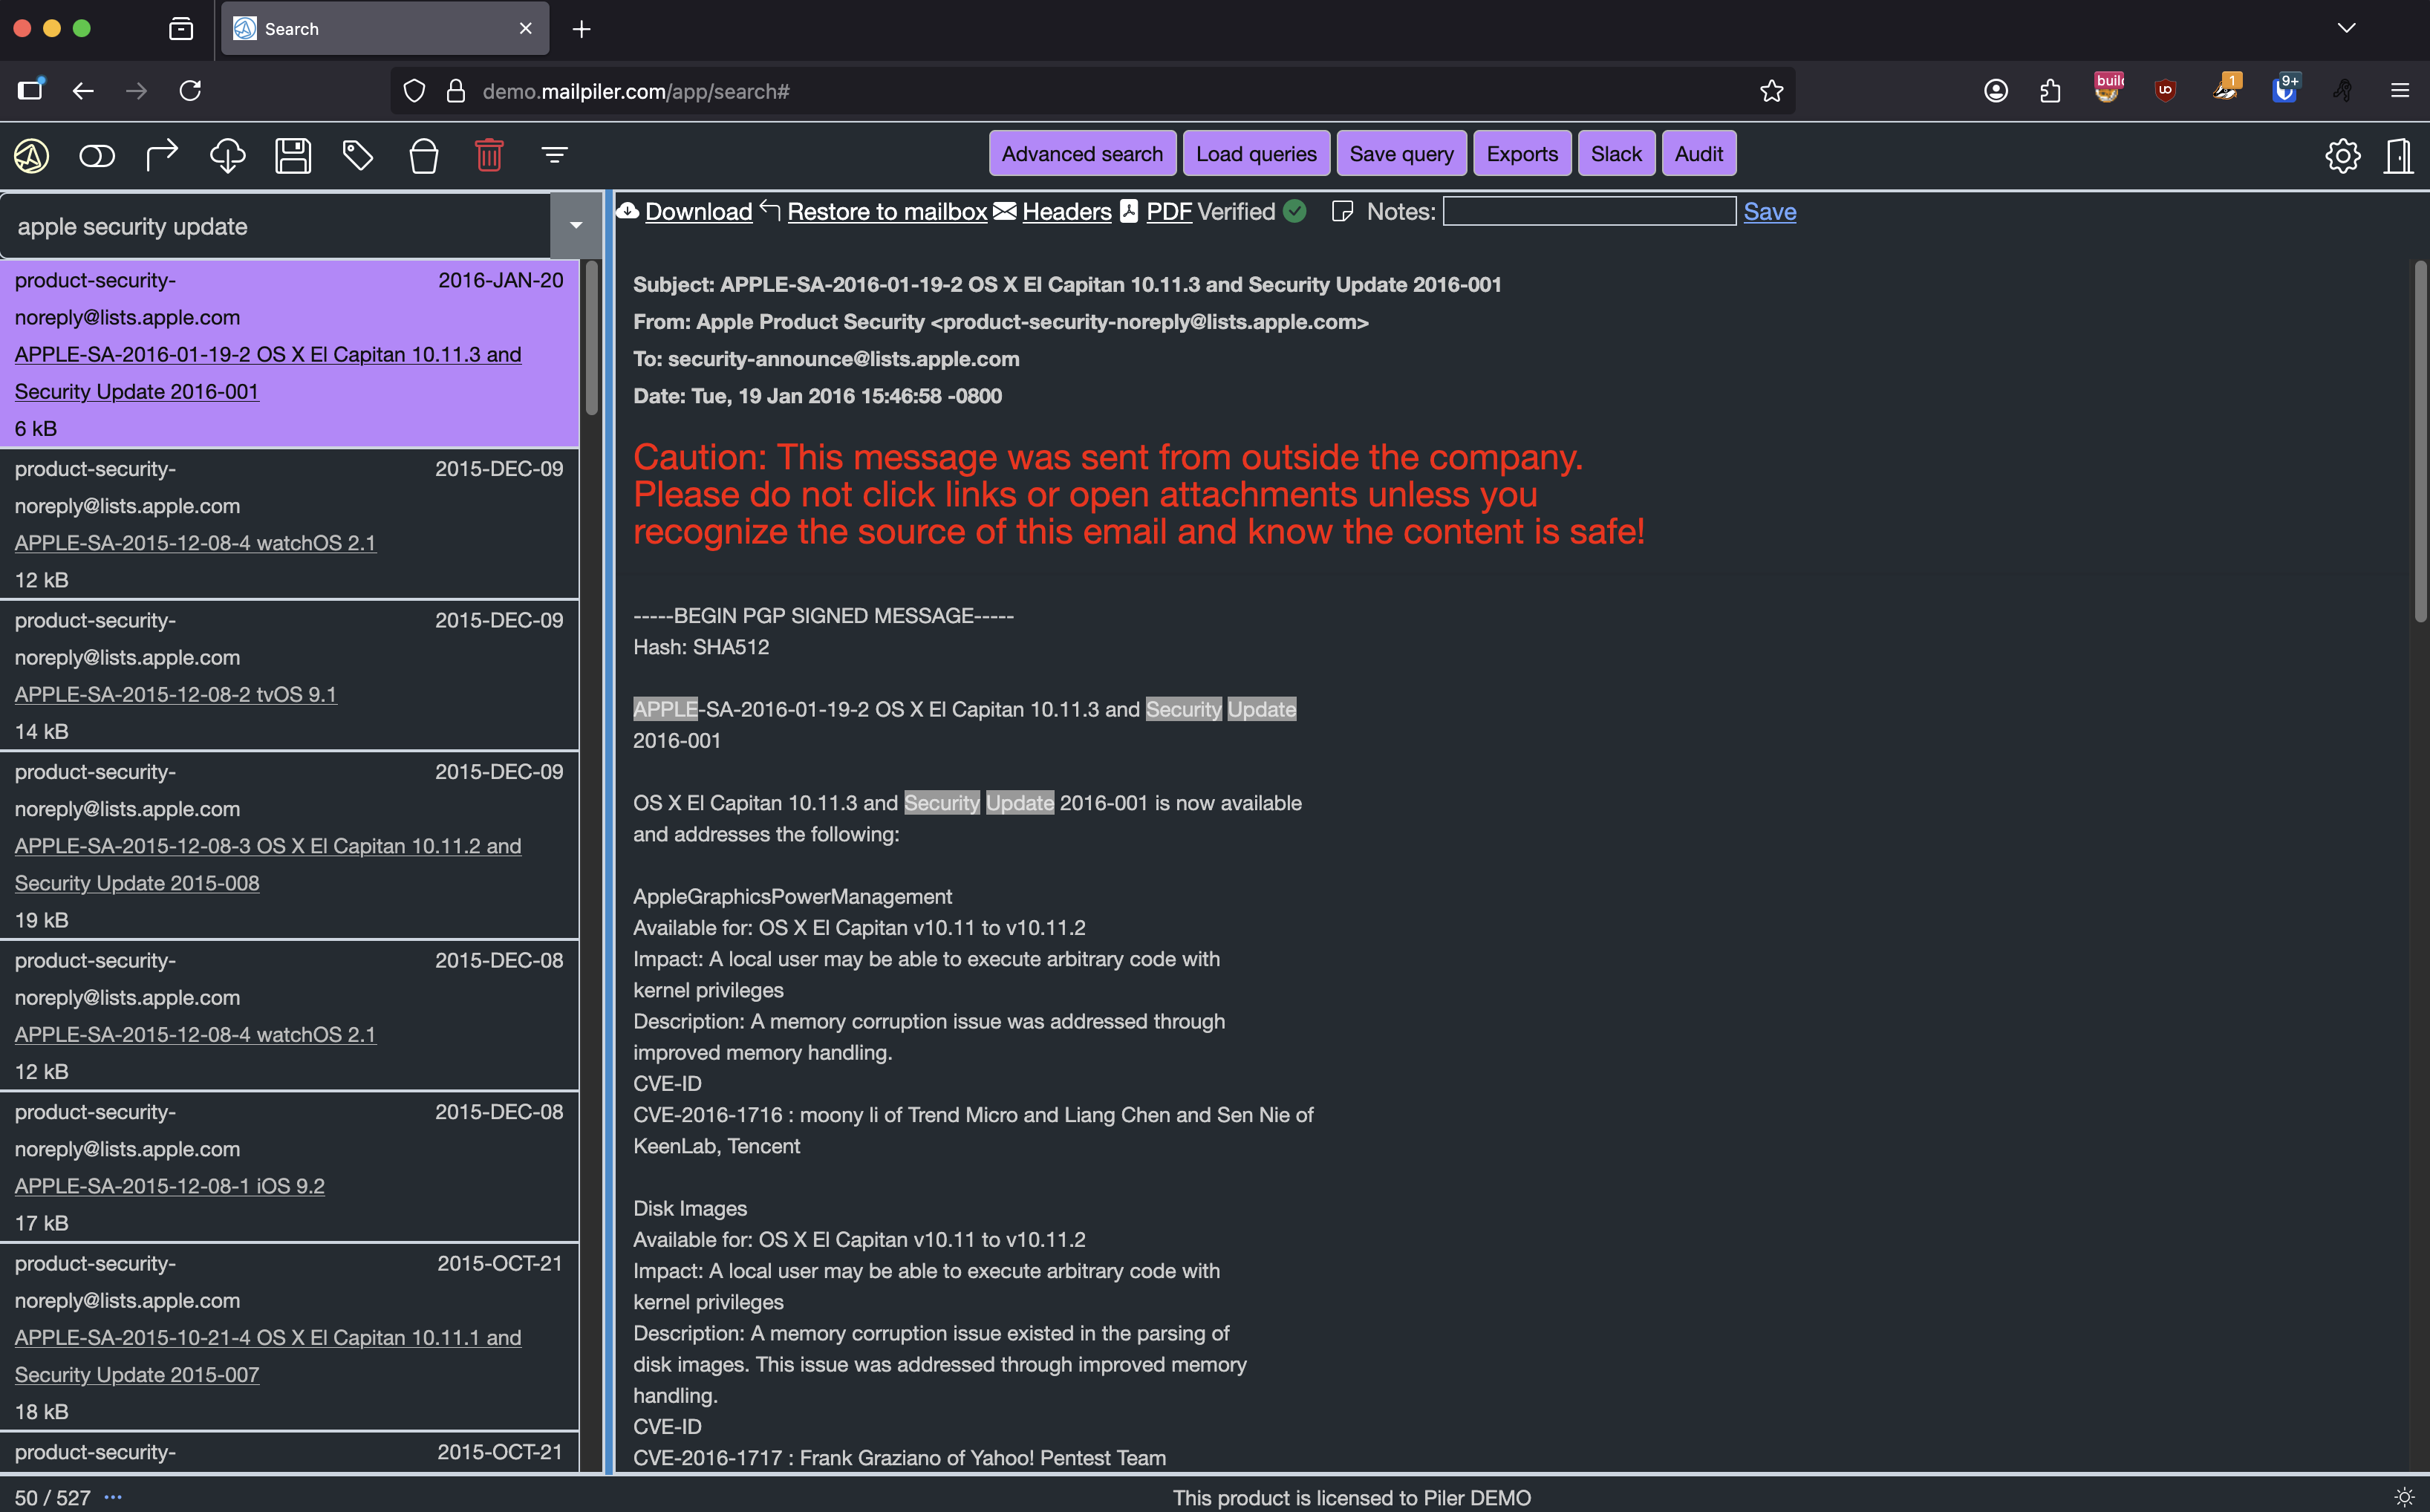 Search
demo.mailpiler.com/app/search#
build
1
9+
Advanced search Load queries Save query Exports Slack Audit
apple security update
product-security- 2016-JAN-20
noreply@lists.apple.com
APPLE-SA-2016-01-19-2 OS X El Capitan 10.11.3 and
Security Update 2016-001
6 kB
product-security- 2015-DEC-09
noreply@lists.apple.com
APPLE-SA-2015-12-08-4 watchOS 2.1
12 kB
product-security- 2015-DEC-09
noreply@lists.apple.com
APPLE-SA-2015-12-08-2 tvOS 9.1
14 kB
product-security- 2015-DEC-09
noreply@lists.apple.com
APPLE-SA-2015-12-08-3 OS X El Capitan 10.11.2 and
Security Update 2015-008
19 kB
product-security- 2015-DEC-08
noreply@lists.apple.com
APPLE-SA-2015-12-08-4 watchOS 2.1
12 kB
product-security- 2015-DEC-08
noreply@lists.apple.com
APPLE-SA-2015-12-08-1 iOS 9.2
17 kB
product-security- 2015-OCT-21
noreply@lists.apple.com
APPLE-SA-2015-10-21-4 OS X El Capitan 10.11.1 and
Security Update 2015-007
18 kB
product-security- 2015-OCT-21
Download Restore to mailbox Headers PDF Verified Notes: Save
Subject: APPLE-SA-2016-01-19-2 OS X El Capitan 10.11.3 and Security Update 2016-001
From: Apple Product Security <product-security-noreply@lists.apple.com>
To: security-announce@lists.apple.com
Date: Tue, 19 Jan 2016 15:46:58 -0800
Caution: This message was sent from outside the company.
Please do not click links or open attachments unless you
recognize the source of this email and know the content is safe!
-----BEGIN PGP SIGNED MESSAGE-----
Hash: SHA512
APPLE-SA-2016-01-19-2 OS X El Capitan 10.11.3 and Security Update
2016-001
OS X El Capitan 10.11.3 and Security Update 2016-001 is now available
and addresses the following:
AppleGraphicsPowerManagement
Available for: OS X El Capitan v10.11 to v10.11.2
Impact: A local user may be able to execute arbitrary code with
kernel privileges
Description: A memory corruption issue was addressed through
improved memory handling.
CVE-ID
CVE-2016-1716 : moony li of Trend Micro and Liang Chen and Sen Nie of
KeenLab, Tencent
Disk Images
Available for: OS X El Capitan v10.11 to v10.11.2
Impact: A local user may be able to execute arbitrary code with
kernel privileges
Description: A memory corruption issue existed in the parsing of
disk images. This issue was addressed through improved memory
handling.
CVE-ID
CVE-2016-1717 : Frank Graziano of Yahoo! Pentest Team
50 / 527 ...
This product is licensed to Piler DEMO